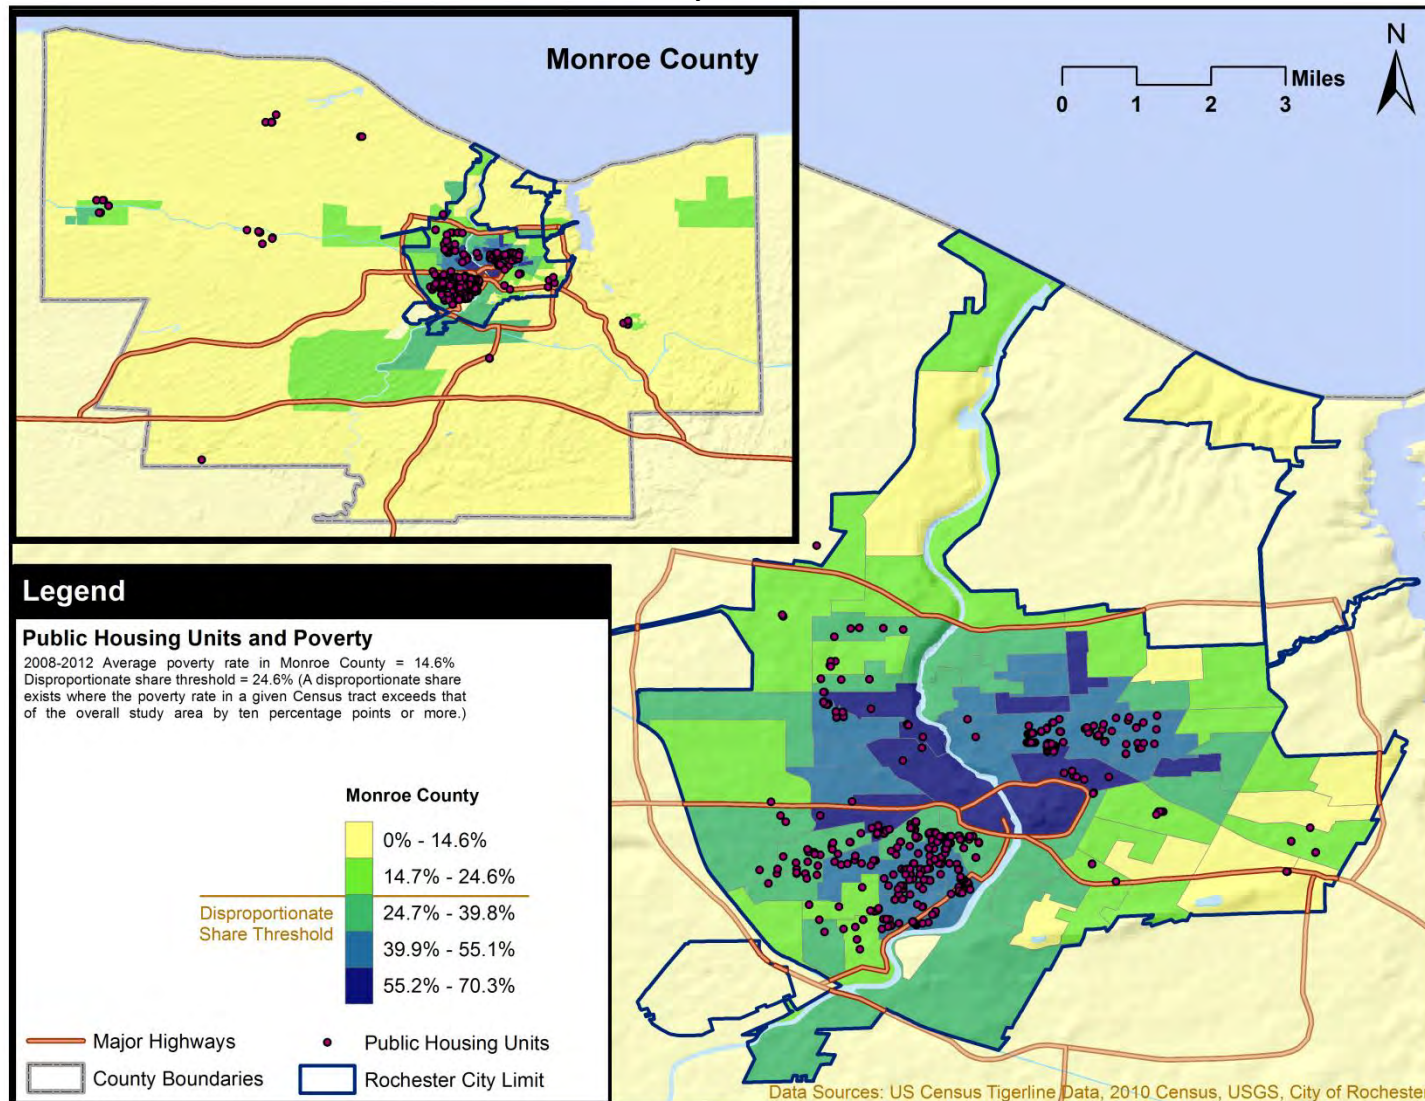 Monroe County
N
Miles
0 1 2 3
Legend
Public Housing Units and Poverty
2008-2012 Average poverty rate in Monroe County = 14.6%
Disproportionate share threshold = 24.6% (A disproportionate share
exists where the poverty rate in a given Census tract exceeds that
of the overall study area by ten percentage points or more.)
Monroe County
0% - 14.6%
14.7% - 24.6%
Disproportionate
Share Threshold
24.7% - 39.8%
39.9% - 55.1%
55.2% - 70.3%
Major Highways
Public Housing Units
County Boundaries
Rochester City Limit
Data Sources: US Census Tigerline Data, 2010 Census, USGS, City of Rochester